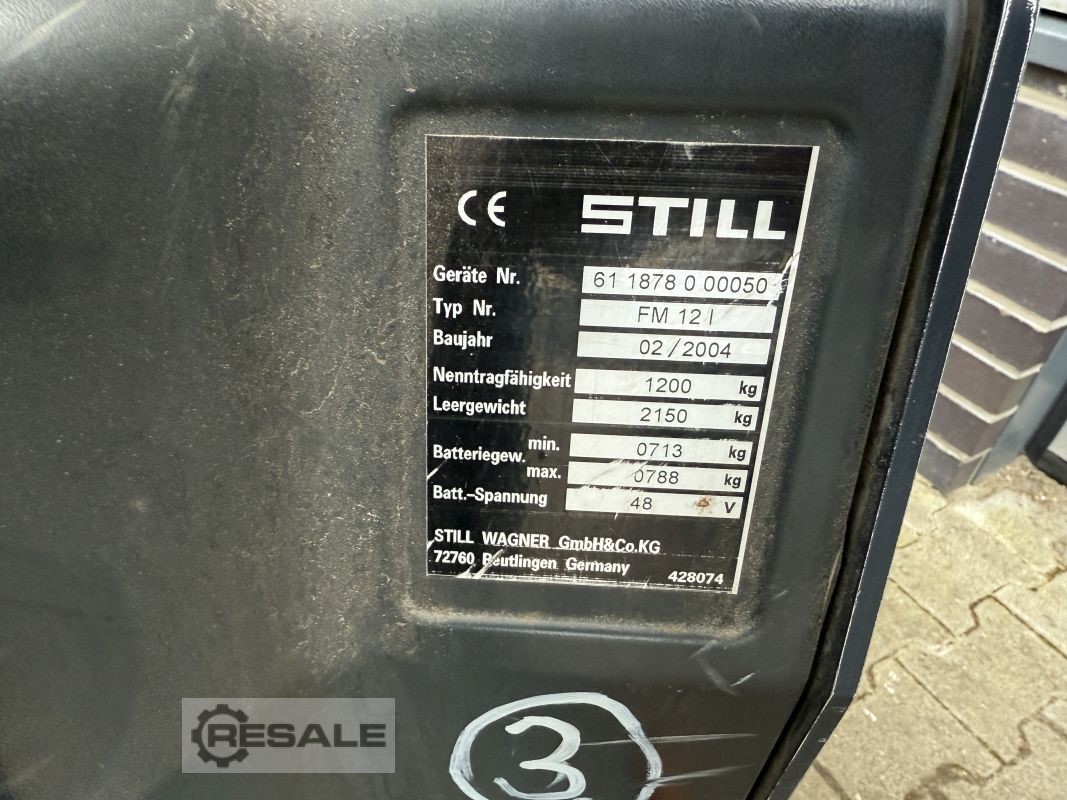 CE STILL
Geräte Nr. 61 1878 0 00050
Typ Nr. FM 12 I
Baujahr 02/2004
Nenntragfähigkeit 1200 kg
Leergewicht 2150 kg
Batteriegew. min. 0713 kg
max. 0788 kg
Batt.-Spannung 48 V
STILL WAGNER GmbH&Co.KG
72760 Reutlingen Germany 428074
RESALE
3